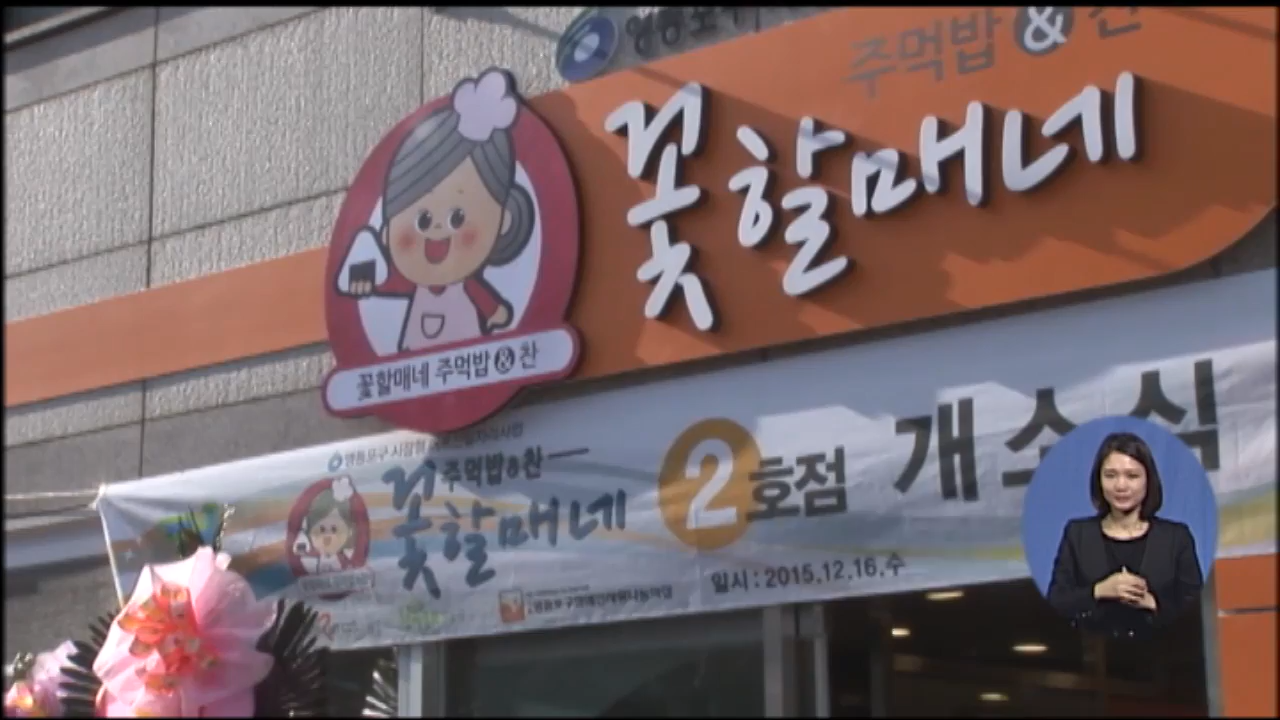 주먹밥 & 찬
꽃할매네
꽃할매네 주먹밥 & 찬
주먹밥&찬
꽃할매네
2호점 개소식
일시 : 2015.12.16.수